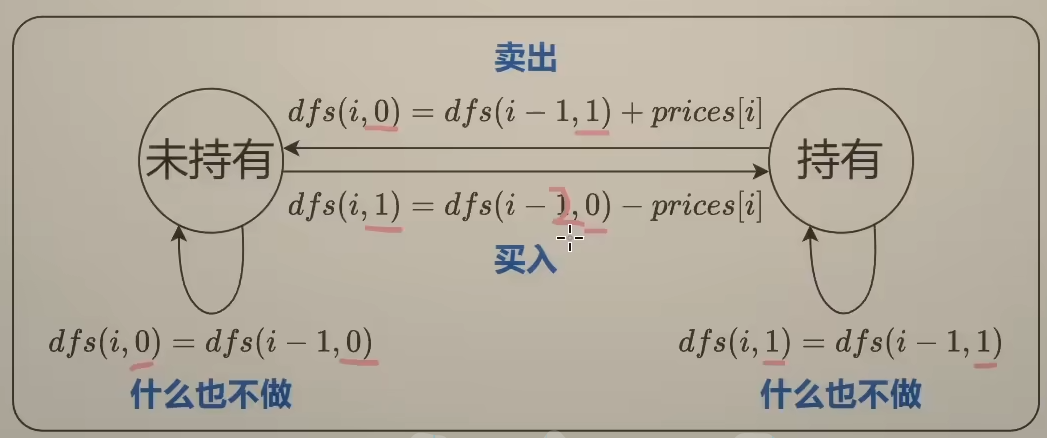 卖出
dfs(i,0) = dfs(i − 1,1) + prices[i]
未持有
持有
dfs(i,1) = dfs(i − 1,0) − prices[i]
买入
dfs(i,0) = dfs(i − 1,0)
dfs(i,1) = dfs(i − 1,1)
什么也不做
什么也不做